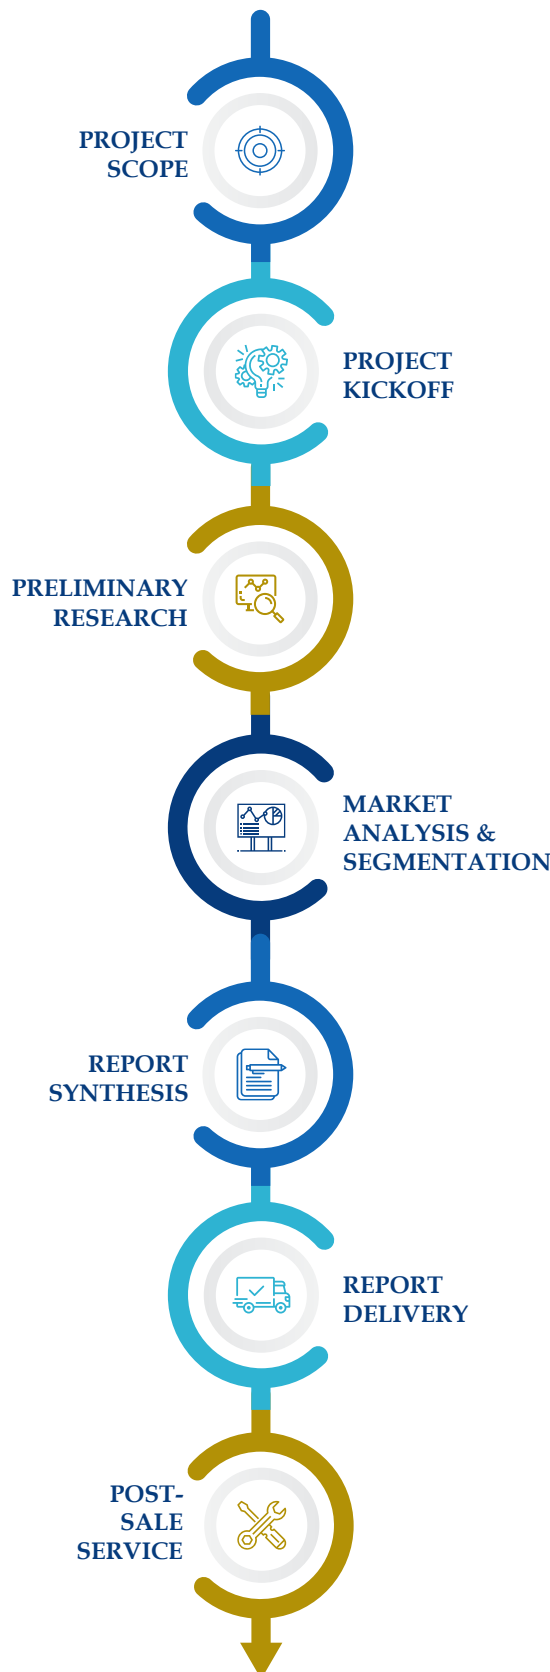 PROJECT
SCOPE
PROJECT
KICKOFF
PRELIMINARY
RESEARCH
MARKET
ANALYSIS &
SEGMENTATION
REPORT
SYNTHESIS
REPORT
DELIVERY
POST-
SALE
SERVICE